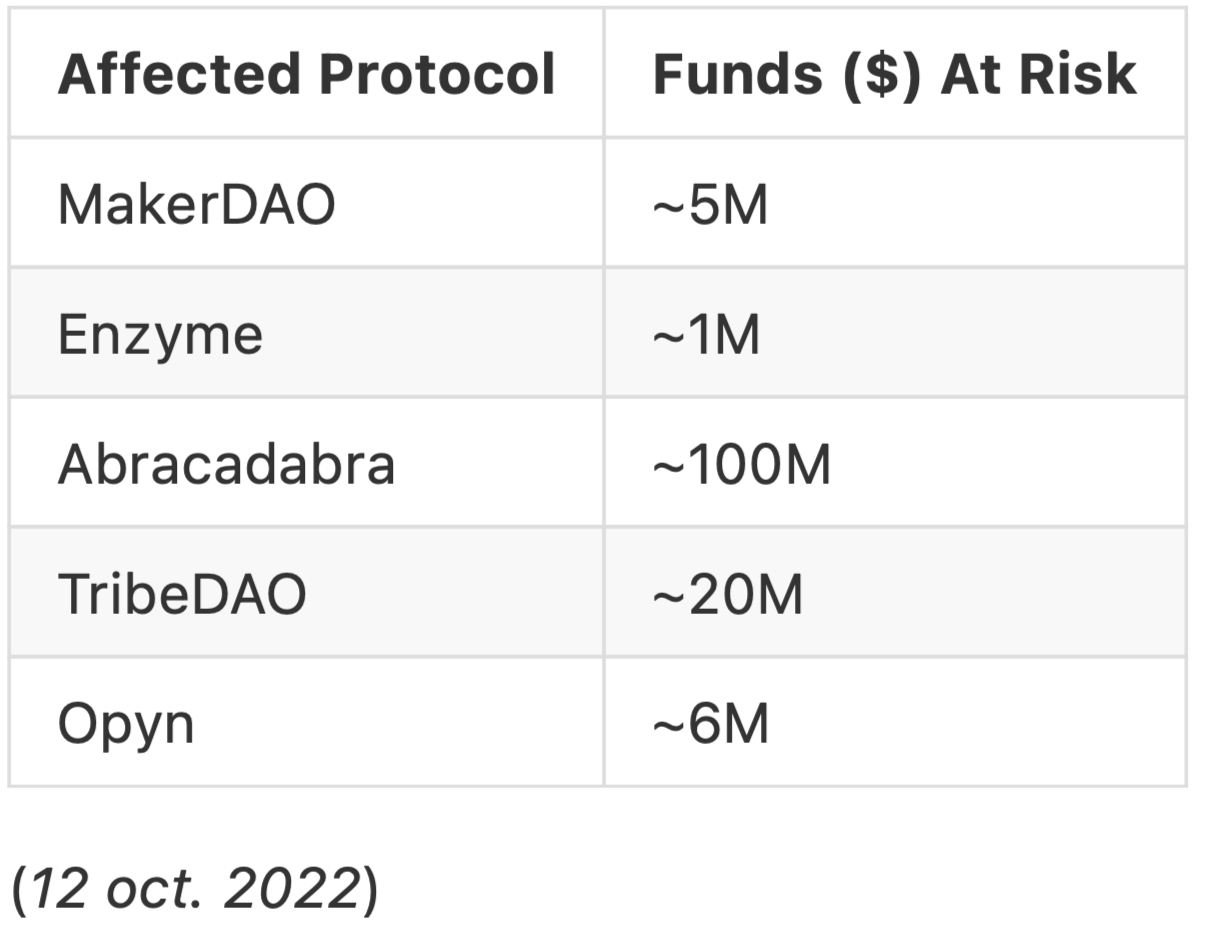 Affected Protocol Funds ($) At Risk
MakerDAO ~5M
Enzyme ~1M
Abracadabra ~100M
TribeDAO ~20M
Opyn ~6M
(12 oct. 2022)